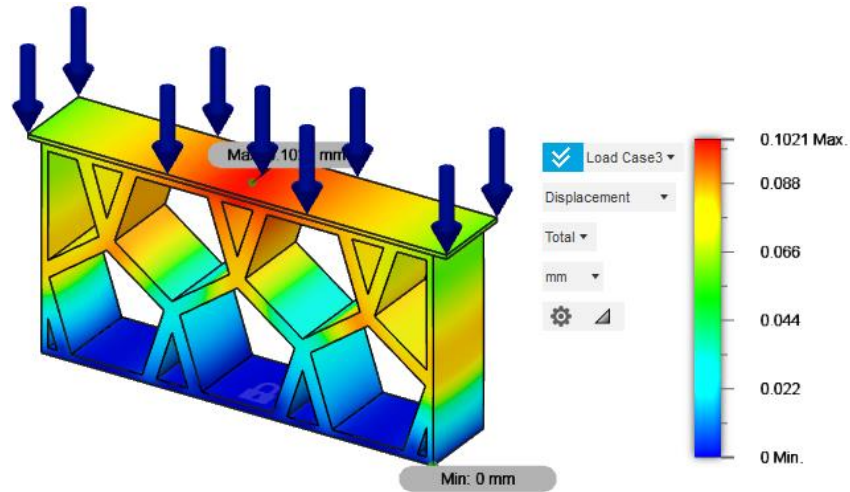 Load Case3
Displacement
Total
mm
0.1021 Max.
0.088
0.066
0.044
0.022
0 Min.
Min: 0 mm